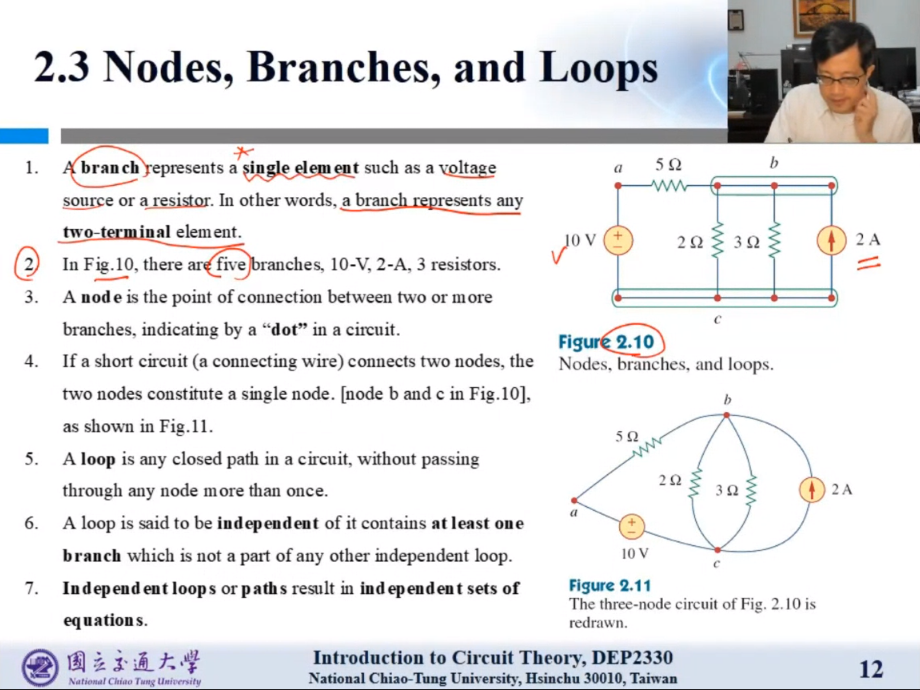 2.3 Nodes, Branches, and Loops
1. A branch represents a single element such as a voltage
source or a resistor. In other words, a branch represents any
two-terminal element.
2 In Fig.10, there are five branches, 10-V, 2-A, 3 resistors.
3. A node is the point of connection between two or more
branches, indicating by a “dot” in a circuit.
4. If a short circuit (a connecting wire) connects two nodes, the
two nodes constitute a single node. [node b and c in Fig.10],
as shown in Fig.11.
5. A loop is any closed path in a circuit, without passing
through any node more than once.
6. A loop is said to be independent of it contains at least one
branch which is not a part of any other independent loop.
7. Independent loops or paths result in independent sets of
equations.
a 5 Ω b
10 V + − 2 Ω 3 Ω 2 A
c
Figure 2.10
Nodes, branches, and loops.
b
5 Ω
2 Ω 3 Ω 2 A
a
+ −
10 V
c
Figure 2.11
The three-node circuit of Fig. 2.10 is
redrawn.
國立交通大學
National Chiao Tung University
Introduction to Circuit Theory, DEP2330
National Chiao-Tung University, Hsinchu 30010, Taiwan
12